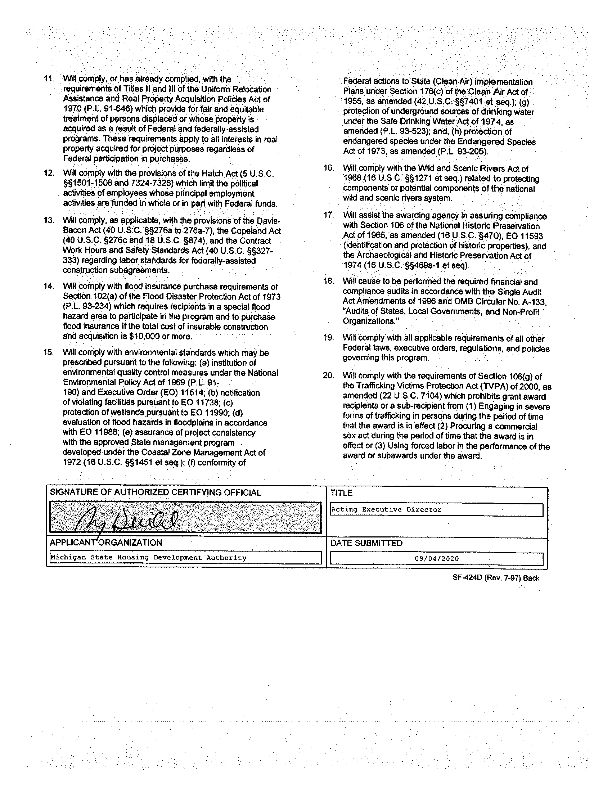 11. Will comply, or has already complied, with the
requirements of Titles II and III of the Uniform Relocation
Assistance and Real Property Acquisition Policies Act of
1970 (P.L. 91-646) which provide for fair and equitable
treatment of persons displaced or whose property is
acquired as a result of Federal and federally-assisted
programs. These requirements apply to all interests in real
property acquired for project purposes regardless of
Federal participation in purchases.
12. Will comply with the provisions of the Hatch Act (5 U.S.C.
§§1501-1508 and 7324-7328) which limit the political
activities of employees whose principal employment
activities are funded in whole or in part with Federal funds.
13. Will comply, as applicable, with the provisions of the Davis-
Bacon Act (40 U.S.C. §§276a to 276a-7), the Copeland Act
(40 U.S.C. §276c and 18 U.S.C. §874), and the Contract
Work Hours and Safety Standards Act (40 U.S.C. §§327-
333) regarding labor standards for federally-assisted
construction subagreements.
14. Will comply with flood insurance purchase requirements of
Section 102(a) of the Flood Disaster Protection Act of 1973
(P.L. 93-234) which requires recipients in a special flood
hazard area to participate in the program and to purchase
flood insurance if the total cost of insurable construction
and acquisition is $10,000 or more.
15. Will comply with environmental standards which may be
prescribed pursuant to the following: (a) institution of
environmental quality control measures under the National
Environmental Policy Act of 1969 (P.L. 91-
190) and Executive Order (EO) 11514; (b) notification
of violating facilities pursuant to EO 11738; (c)
protection of wetlands pursuant to EO 11990; (d)
evaluation of flood hazards in floodplains in accordance
with EO 11988; (e) assurance of project consistency
with the approved State management program
developed under the Coastal Zone Management Act of
1972 (16 U.S.C. §§1451 et seq.); (f) conformity of
Federal actions to State (Clean Air) Implementation
Plans under Section 176(c) of the Clean Air Act of
1955, as amended (42 U.S.C. §§7401 et seq.); (g)
protection of underground sources of drinking water
under the Safe Drinking Water Act of 1974, as
amended (P.L. 93-523); and, (h) protection of
endangered species under the Endangered Species
Act of 1973, as amended (P.L. 93-205).
16. Will comply with the Wild and Scenic Rivers Act of
1968 (16 U.S.C. §§1271 et seq.) related to protecting
components or potential components of the national
wild and scenic rivers system.
17. Will assist the awarding agency in assuring compliance
with Section 106 of the National Historic Preservation
Act of 1966, as amended (16 U.S.C. §470), EO 11593
(identification and protection of historic properties), and
the Archaeological and Historic Preservation Act of
1974 (16 U.S.C. §§469a-1 et seq).
18. Will cause to be performed the required financial and
compliance audits in accordance with the Single Audit
Act Amendments of 1996 and OMB Circular No. A-133,
"Audits of States, Local Governments, and Non-Profit
Organizations."
19. Will comply with all applicable requirements of all other
Federal laws, executive orders, regulations, and policies
governing this program.
20. Will comply with the requirements of Section 106(g) of
the Trafficking Victims Protection Act (TVPA) of 2000, as
amended (22 U.S.C. 7104) which prohibits grant award
recipients or a sub-recipient from (1) Engaging in severe
forms of trafficking in persons during the period of time
that the award is in effect (2) Procuring a commercial
sex act during the period of time that the award is in
effect or (3) Using forced labor in the performance of the
award or subawards under the award.
SIGNATURE OF AUTHORIZED CERTIFYING OFFICIAL
TITLE
Acting Executive Director
APPLICANT ORGANIZATION
DATE SUBMITTED
Michigan State Housing Development Authority
09/04/2020
SF-424D (Rev. 7-97) Back